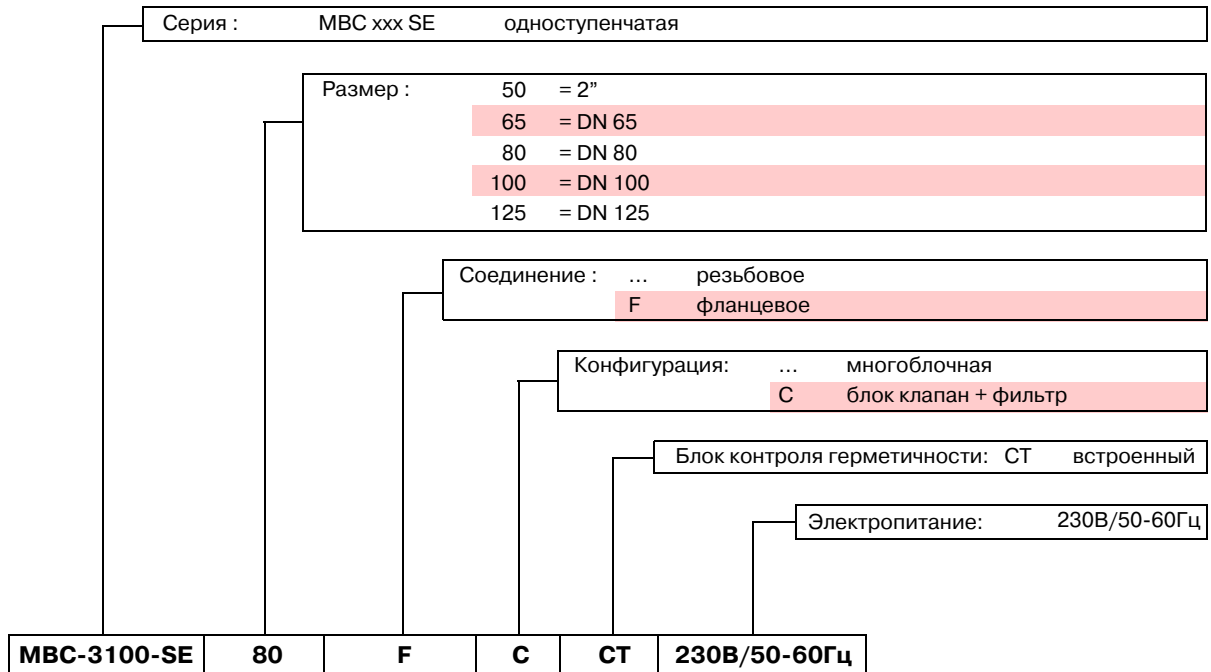 Серия : MBC xxx SE одноступенчатая
Размер : 50 = 2”
65 = DN 65
80 = DN 80
100 = DN 100
125 = DN 125
Соединение : ... резьбовое
F фланцевое
Конфигурация: ... многоблочная
C блок клапан + фильтр
Блок контроля герметичности: CT встроенный
Электропитание: 230В/50-60Гц
MBC-3100-SE 80 F C CT 230В/50-60Гц